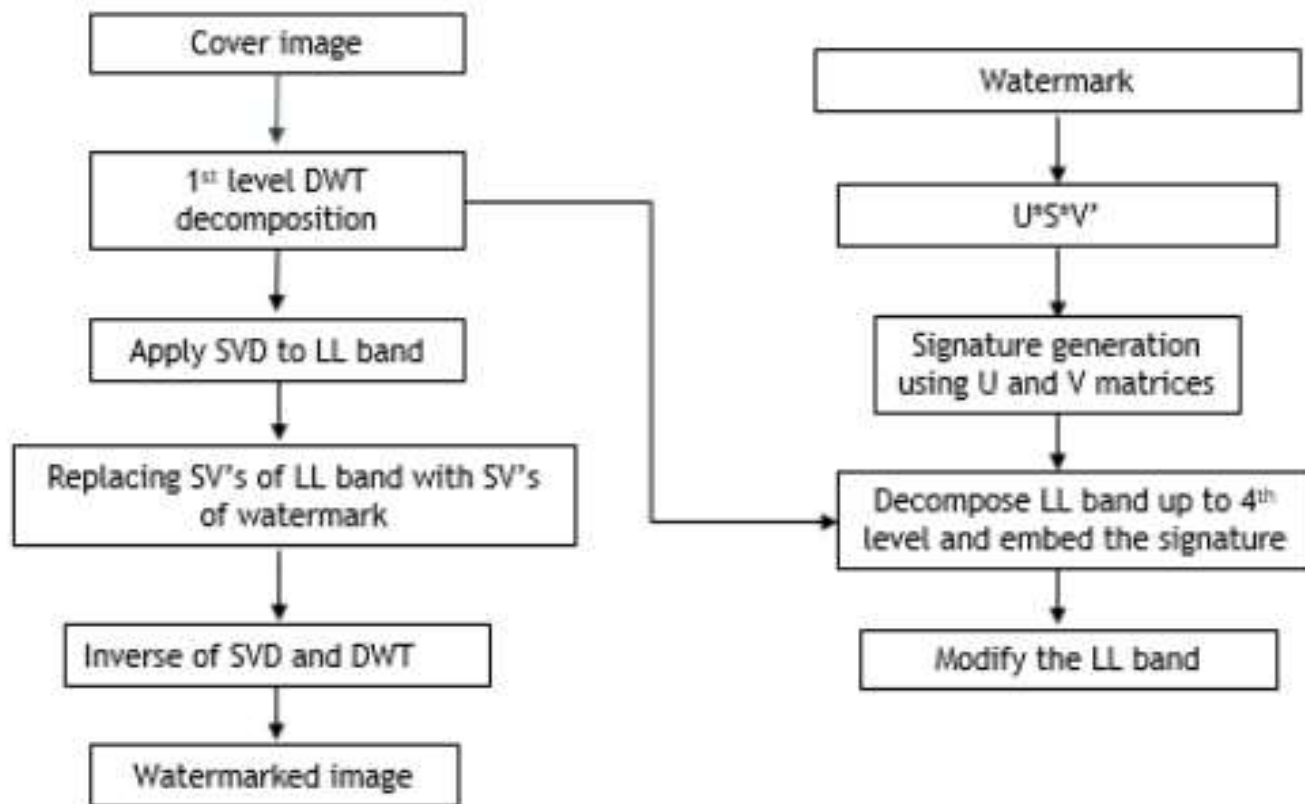 Cover image
1st level DWT
decomposition
Apply SVD to LL band
Replacing SV's of LL band with SV's
of watermark
Inverse of SVD and DWT
Watermarked image
Watermark
U*S*V'
Signature generation
using U and V matrices
Decompose LL band up to 4th
level and embed the signature
Modify the LL band